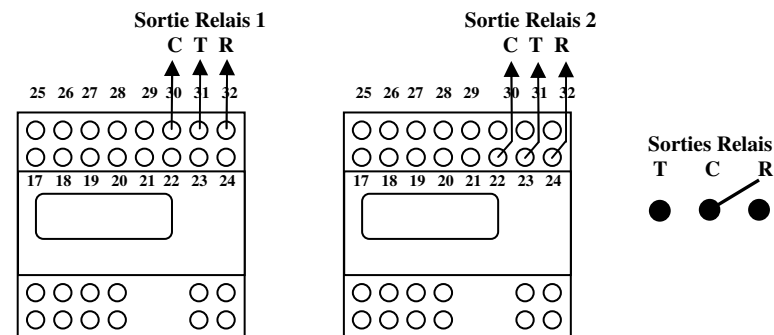 Sortie Relais 1
C T R
25 26 27 28 29 30 31 32
17 18 19 20 21 22 23 24
Sortie Relais 2
C T R
25 26 27 28 29 30 31 32
17 18 19 20 21 22 23 24
Sorties Relais
T C R